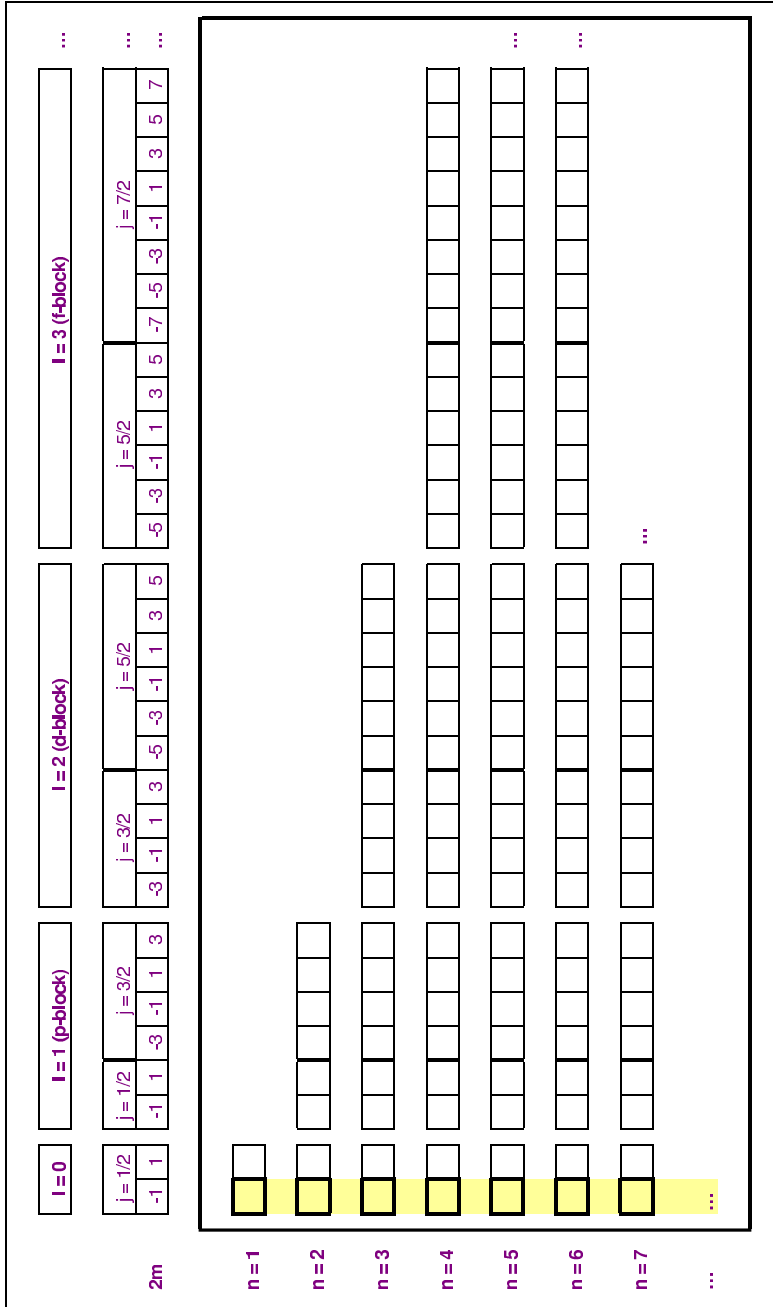 l=0 l = 1 (p-block) l = 2 (d-block) l = 3 (f-block) ...
j = 1/2 j = 1/2 j = 3/2 j = 3/2 j = 5/2 j = 5/2 j = 7/2 ...
2m -1 1 -1 1 -3 -1 1 3 -3 -1 1 3 -5 -3 -1 1 3 5 -5 -3 -1 1 3 5 -7 -5 -3 -1 1 3 5 7 ...
n = 1
n = 2
n = 3
n = 4
n = 5 ...
n = 6 ...
n = 7 ...
... ...